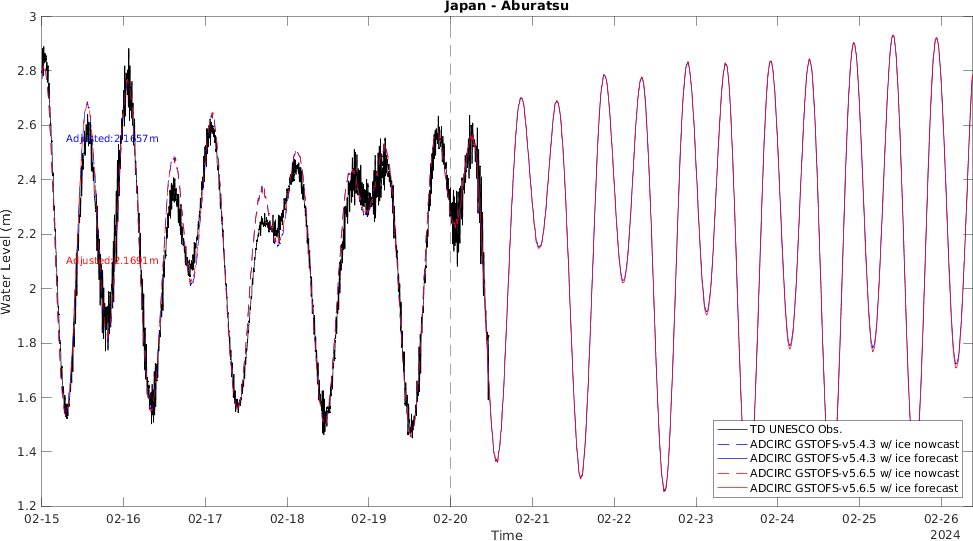 Japan - Aburatsu
Water Level (m)
3
2.8
2.6
2.4
2.2
2
1.8
1.6
1.4
1.2
Adjusted:2.1657m
Adjusted:2.1691m
TD UNESCO Obs.
ADCIRC GSTOFS-v5.4.3 w/ ice nowcast
ADCIRC GSTOFS-v5.4.3 w/ ice forecast
ADCIRC GSTOFS-v5.6.5 w/ ice nowcast
ADCIRC GSTOFS-v5.6.5 w/ ice forecast
02-15 02-16 02-17 02-18 02-19 02-20 02-21 02-22 02-23 02-24 02-25 02-26
Time
2024